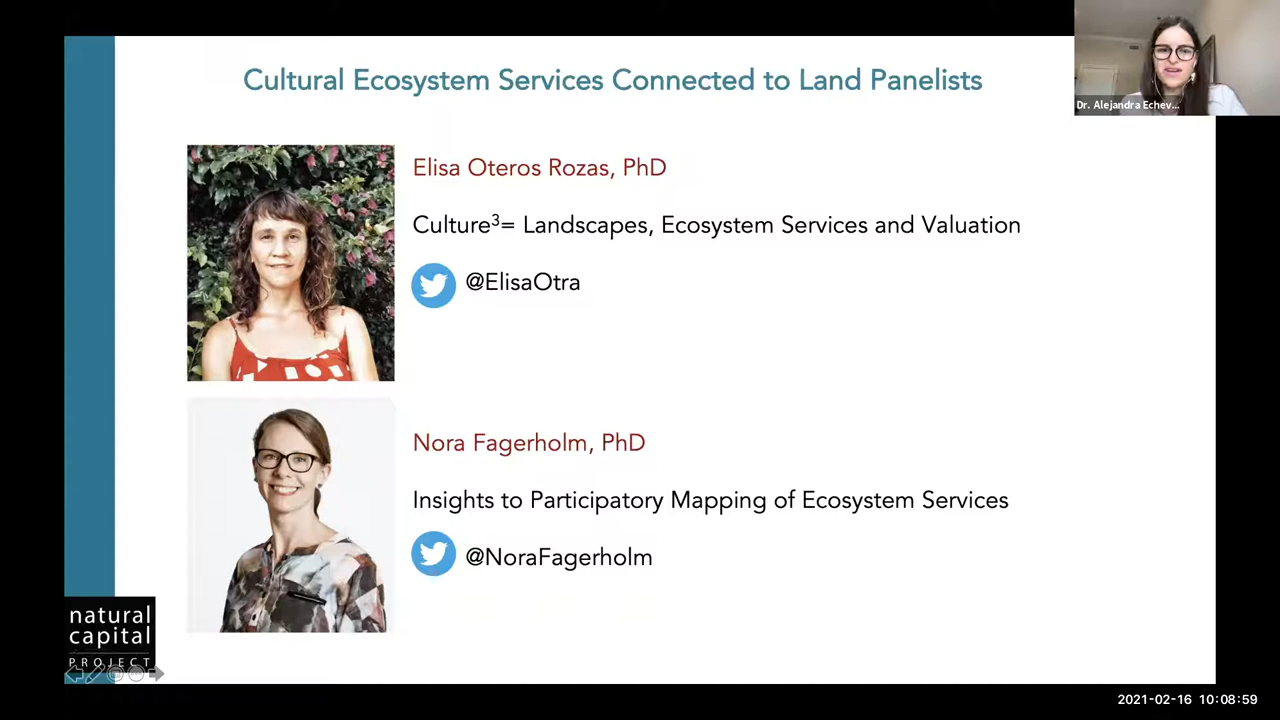 Cultural Ecosystem Services Connected to Land Panelists
Dr. Alejandra Echev...
Elisa Oteros Rozas, PhD
Culture³= Landscapes, Ecosystem Services and Valuation
@ElisaOtra
Nora Fagerholm, PhD
Insights to Participatory Mapping of Ecosystem Services
@NoraFagerholm
natural
capital
PROJECT
2021-02-16 10:08:59